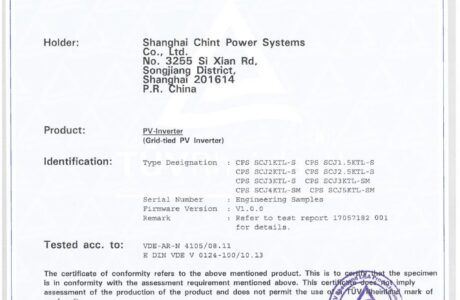 Holder: Shanghai Chint Power Systems
Co., Ltd.
No. 3255 Si Xian Rd,
Songjiang District,
Shanghai 201614
P.R. China
Product: PV-Inverter
(Grid-tied PV Inverter)
Identification: Type Designation : CPS SCJ1KTL-S CPS SCJ1.5KTL-S
CPS SCJ2KTL-S CPS SCJ2.5KTL-S
CPS SCJ3KTL-S CPS SCJ3KTL-SM
CPS SCJ4KTL-SM CPS SCJ5KTL-SM
Serial Number : Engineering Samples
Firmware Version : V1.0.0
Remark : Refer to test report 17057182 001
for details.
Tested acc. to: VDE-AR-N 4105/08.11
E DIN VDE V 0124-100/10.13
The certificate of conformity refers to the above mentioned product. This is to certify that the specimen
is in conformity with the assessment requirement mentioned above. This certificate does not imply
assessment of the production of the product and does not permit the use of a TÜV Rheinland mark of